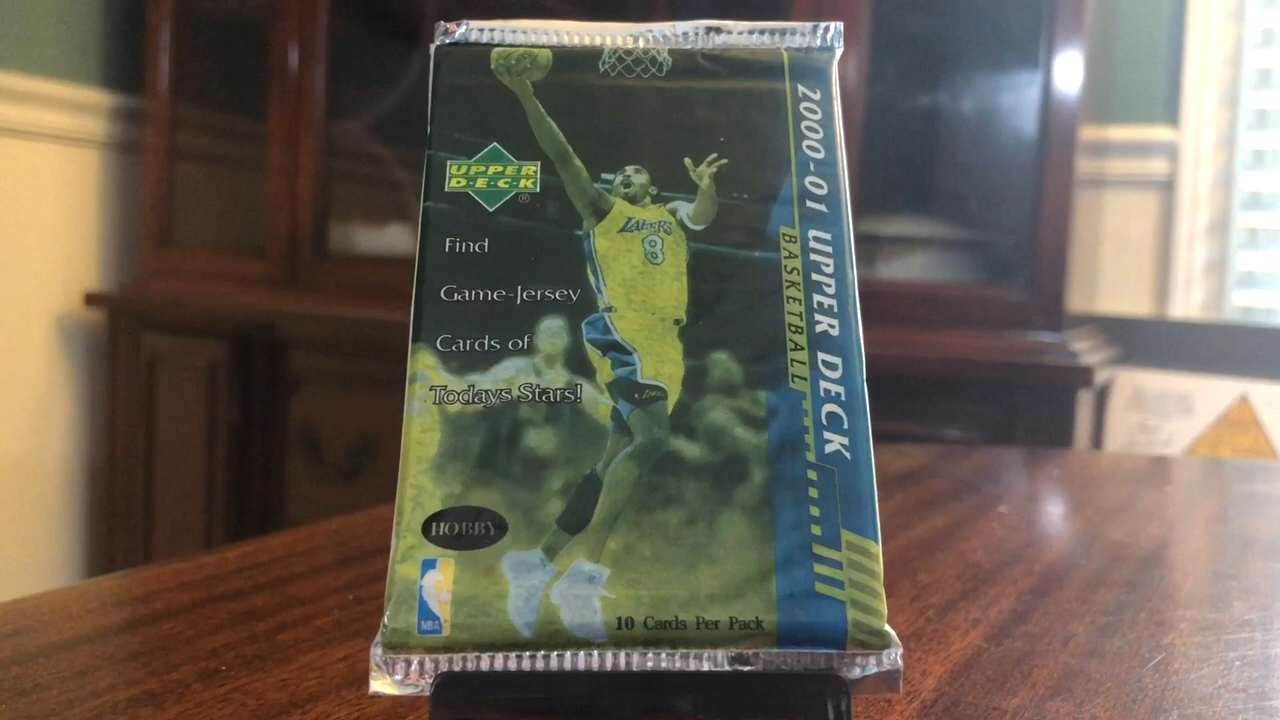 UPPER
D·E·C·K
®
Find
Game-Jersey
Cards of
Todays Stars!
LAKERS
8
2000-01 UPPER DECK
BASKETBALL
HOBBY
NBA
10 Cards Per Pack